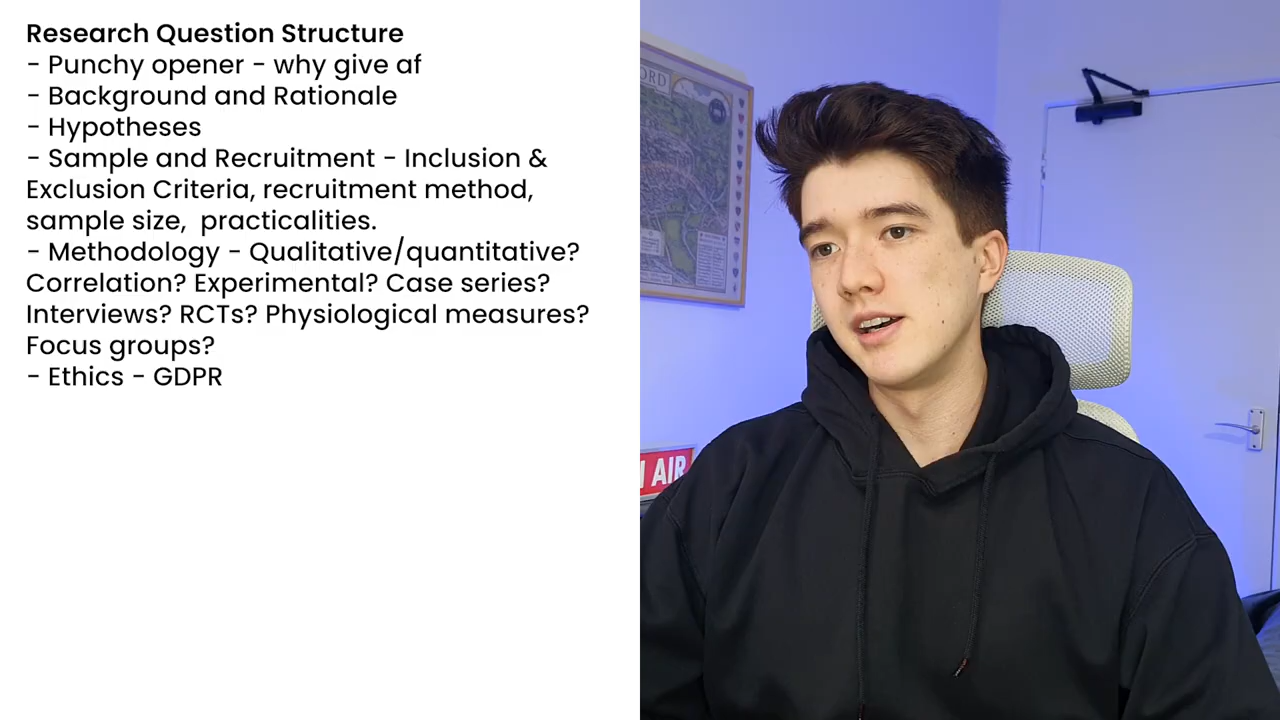 Research Question Structure
- Punchy opener - why give af
- Background and Rationale
- Hypotheses
- Sample and Recruitment - Inclusion &
Exclusion Criteria, recruitment method,
sample size,  practicalities.
- Methodology - Qualitative/quantitative?
Correlation? Experimental? Case series?
Interviews? RCTs? Physiological measures?
Focus groups?
- Ethics - GDPR
ORD
AIR